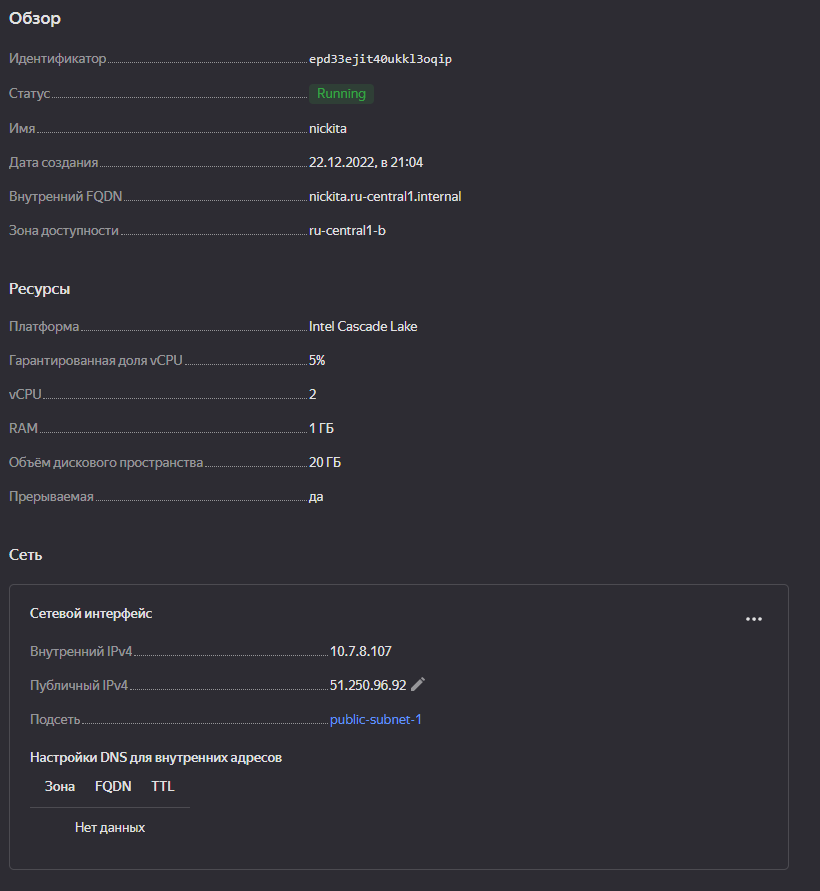 Обзор
Идентификатор epd33ejit40ukkl3oqip
Статус Running
Имя nickita
Дата создания 22.12.2022, в 21:04
Внутренний FQDN nickita.ru-central1.internal
Зона доступности ru-central1-b
Ресурсы
Платформа Intel Cascade Lake
Гарантированная доля vCPU 5%
vCPU 2
RAM 1 ГБ
Объём дискового пространства 20 ГБ
Прерываемая да
Сеть
Сетевой интерфейс
Внутренний IPv4 10.7.8.107
Публичный IPv4 51.250.96.92
Подсеть public-subnet-1
Настройки DNS для внутренних адресов
Зона FQDN TTL
Нет данных